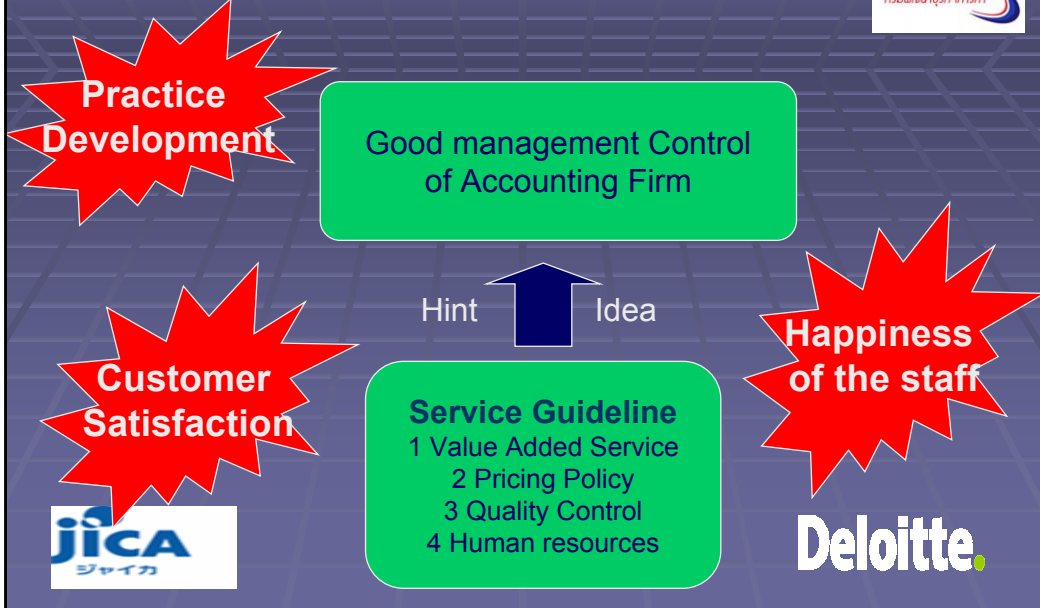 Practice
Development
Good management Control
of Accounting Firm
Hint
Idea
Happiness
of the staff
Customer
Satisfaction
Service Guideline
1 Value Added Service
2 Pricing Policy
3 Quality Control
4 Human resources
jICA
ジャイカ
Deloitte.